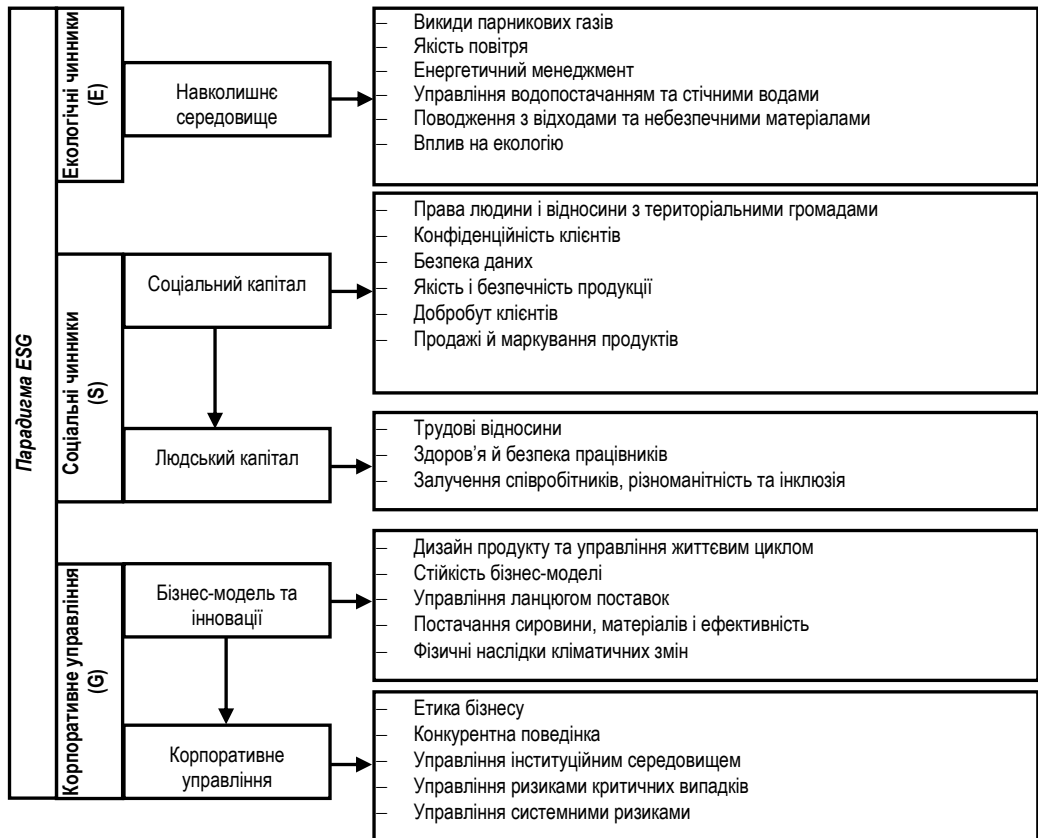 Парадигма ESG
Екологічні чинники
(E)
Навколишнє
середовище
– Викиди парникових газів
– Якість повітря
– Енергетичний менеджмент
– Управління водопостачанням та стічними водами
– Поводження з відходами та небезпечними матеріалами
– Вплив на екологію
Соціальні чинники
(S)
Соціальний капітал
– Права людини і відносини з територіальними громадами
– Конфіденційність клієнтів
– Безпека даних
– Якість і безпечність продукції
– Добробут клієнтів
– Продажі й маркування продуктів
Людський капітал
– Трудові відносини
– Здоров’я й безпека працівників
– Залучення співробітників, різноманітність та інклюзія
Корпоративне управління
(G)
Бізнес-модель та
інновації
– Дизайн продукту та управління життєвим циклом
– Стійкість бізнес-моделі
– Управління ланцюгом поставок
– Постачання сировини, матеріалів і ефективність
– Фізичні наслідки кліматичних змін
Корпоративне
управління
– Етика бізнесу
– Конкурентна поведінка
– Управління інституційним середовищем
– Управління ризиками критичних випадків
– Управління системними ризиками